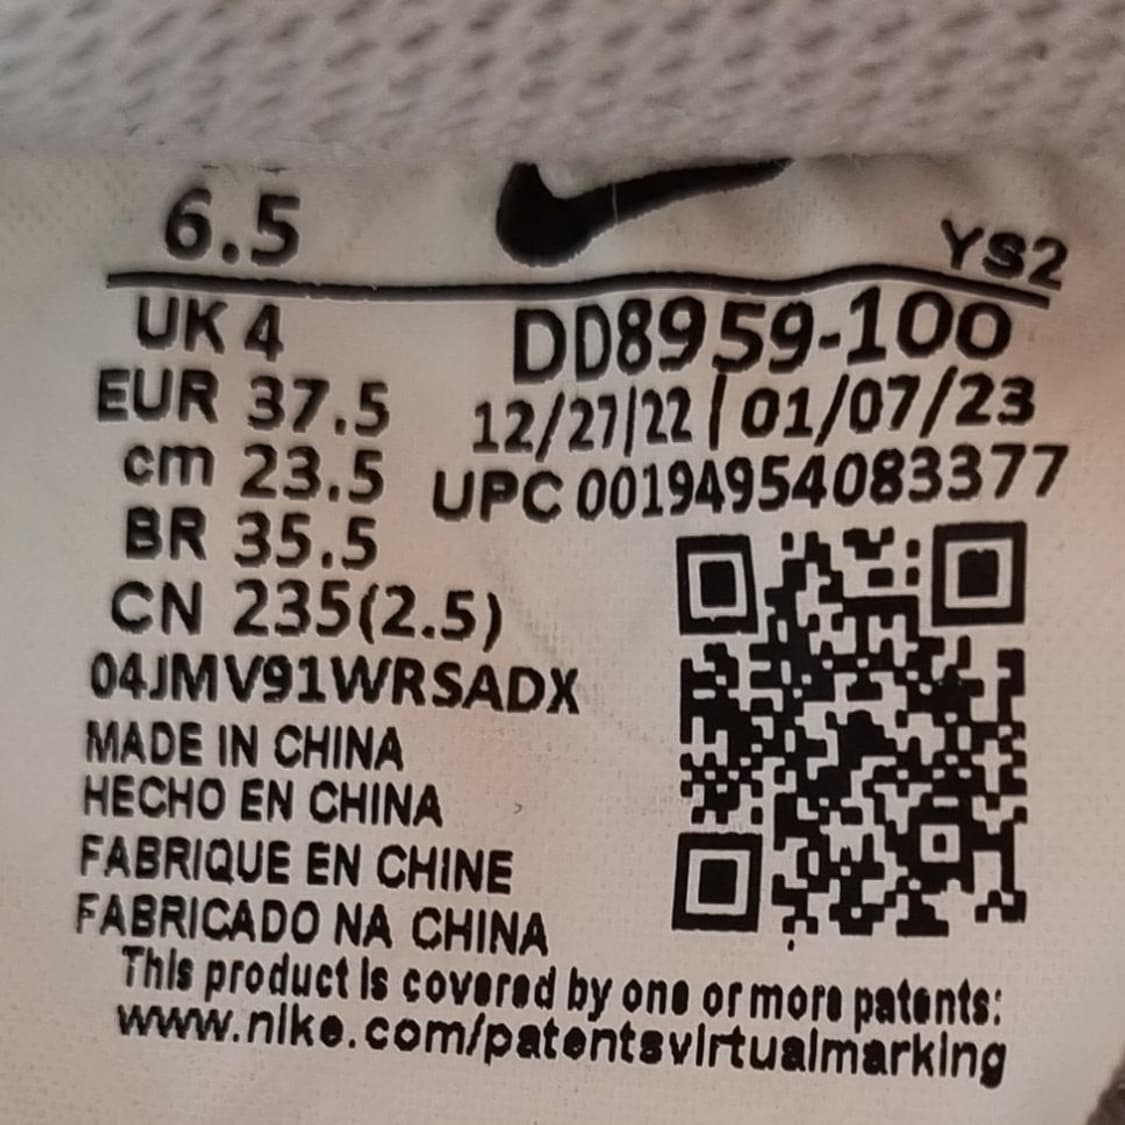 6.5
YS2
UK 4
DD8959-100
EUR 37.5
12/27/22 | 01/07/23
cm 23.5
UPC 00194954083377
BR 35.5
CN 235(2.5)
04JMV91WRSADX
MADE IN CHINA
HECHO EN CHINA
FABRIQUE EN CHINE
FABRICADO NA CHINA
This product is covered by one or more patents:
www.nike.com/patentsvirtualmarking